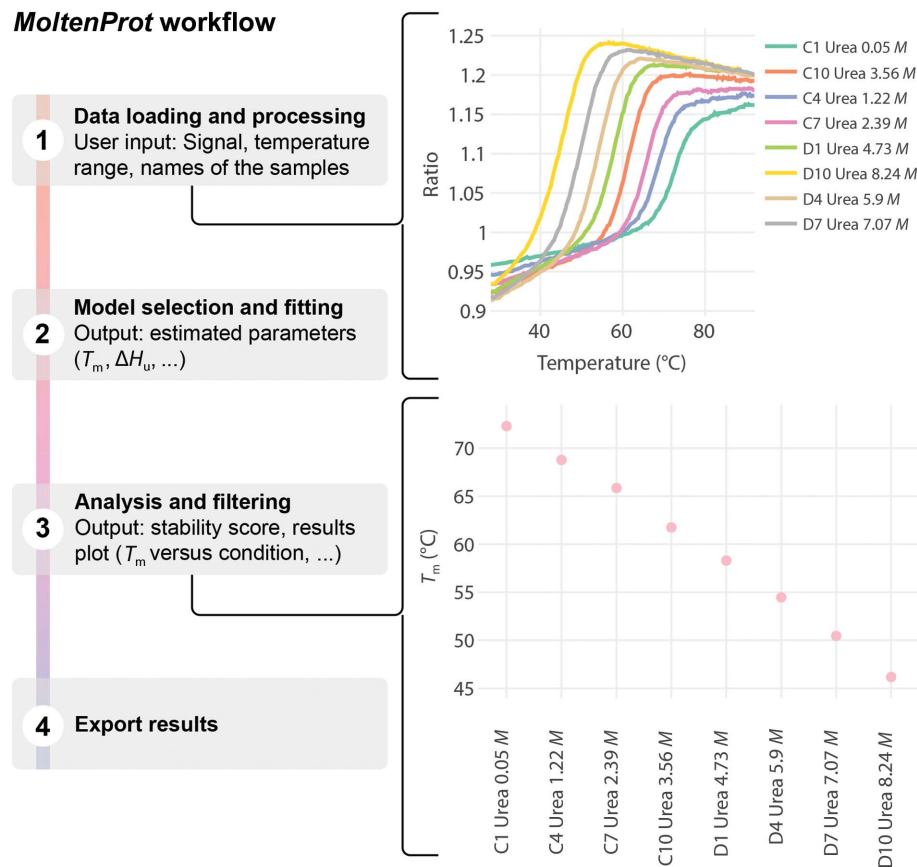 MoltenProt workflow
1
Data loading and processing
User input: Signal, temperature
range, names of the samples
2
Model selection and fitting
Output: estimated parameters
(Tm, ΔHu, ...)
3
Analysis and filtering
Output: stability score, results
plot (Tm versus condition, ...)
4
Export results
Ratio
1.25
1.2
1.15
1.1
1.05
1
0.95
0.9
40
60
80
Temperature (°C)
C1 Urea 0.05 M
C10 Urea 3.56 M
C4 Urea 1.22 M
C7 Urea 2.39 M
D1 Urea 4.73 M
D10 Urea 8.24 M
D4 Urea 5.9 M
D7 Urea 7.07 M
Tm (°C)
70
65
60
55
50
45
C1 Urea 0.05 M
C4 Urea 1.22 M
C7 Urea 2.39 M
C10 Urea 3.56 M
D1 Urea 4.73 M
D4 Urea 5.9 M
D7 Urea 7.07 M
D10 Urea 8.24 M